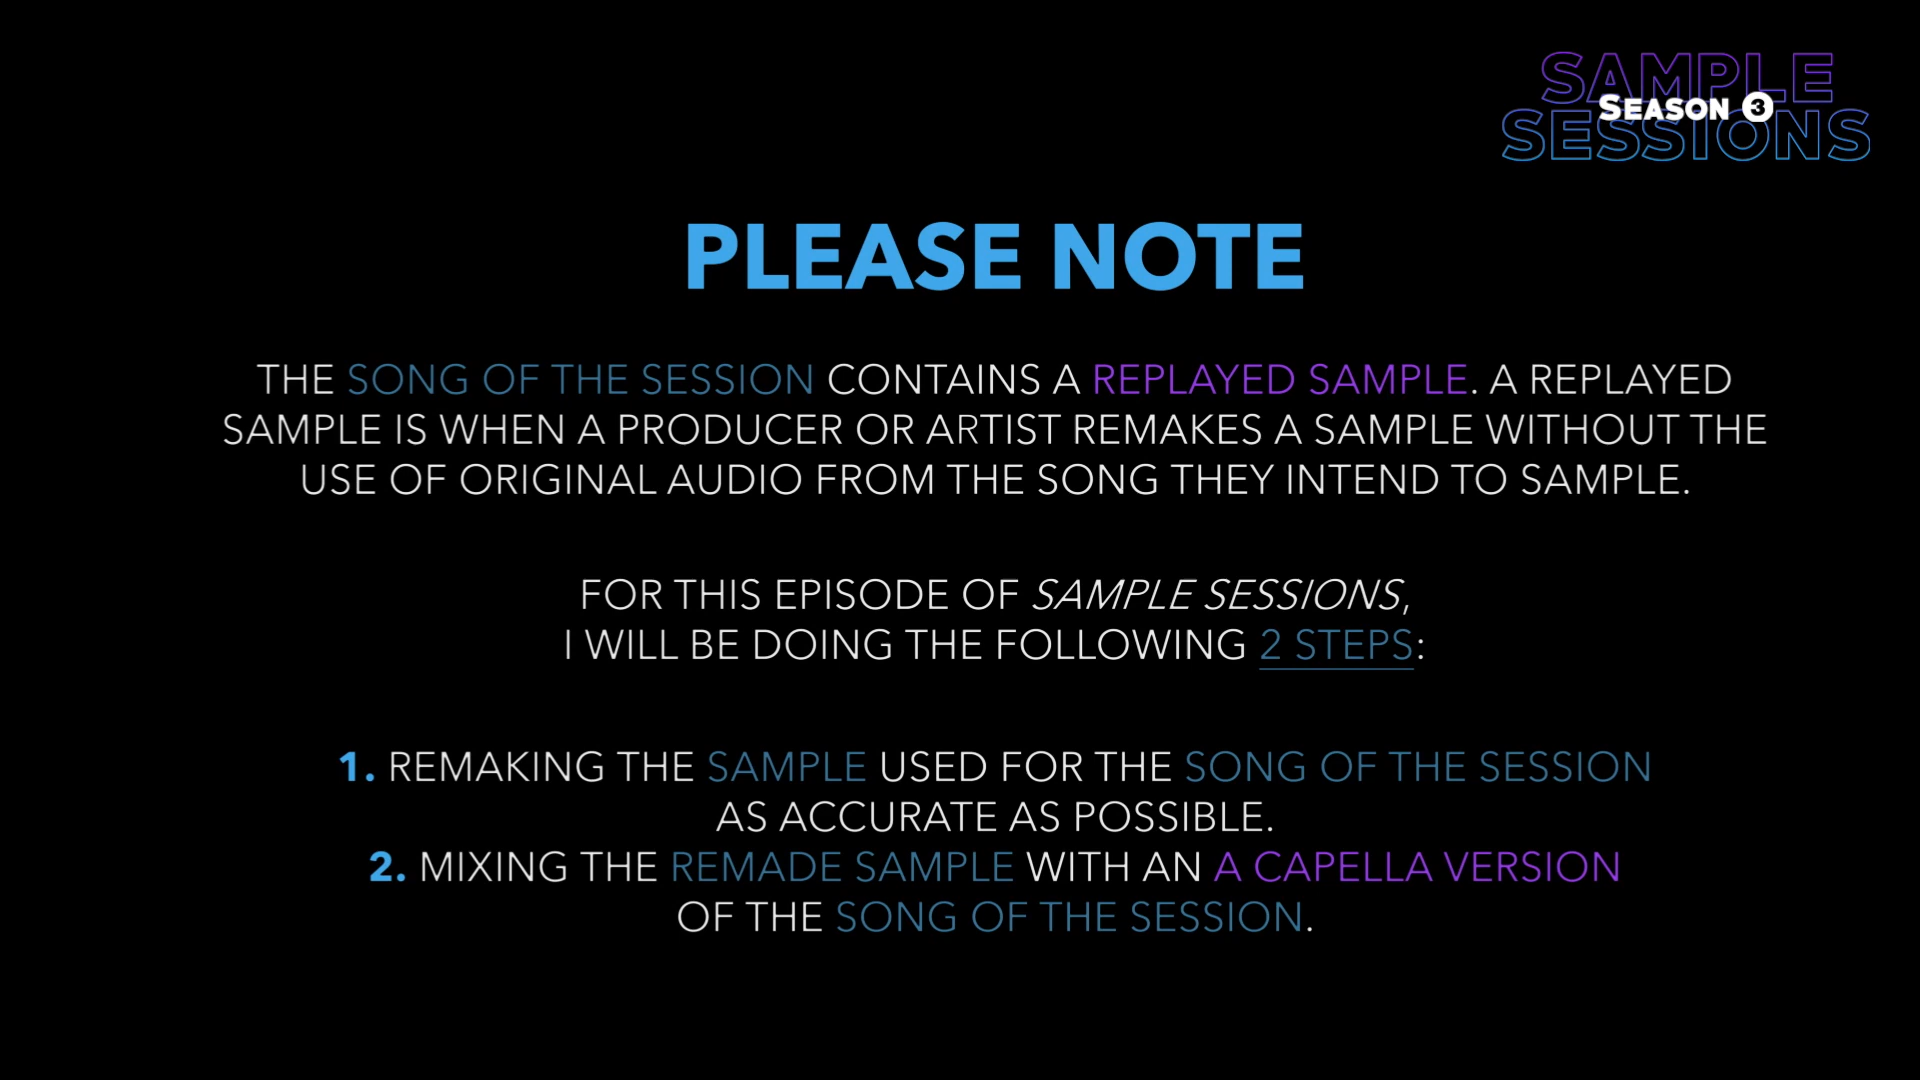 SAMPLE
SEASON 3
SESSIONS
PLEASE NOTE
THE SONG OF THE SESSION CONTAINS A REPLAYED SAMPLE. A REPLAYED
SAMPLE IS WHEN A PRODUCER OR ARTIST REMAKES A SAMPLE WITHOUT THE
USE OF ORIGINAL AUDIO FROM THE SONG THEY INTEND TO SAMPLE.
FOR THIS EPISODE OF SAMPLE SESSIONS,
I WILL BE DOING THE FOLLOWING 2 STEPS:
1. REMAKING THE SAMPLE USED FOR THE SONG OF THE SESSION
AS ACCURATE AS POSSIBLE.
2. MIXING THE REMADE SAMPLE WITH AN A CAPELLA VERSION
OF THE SONG OF THE SESSION.